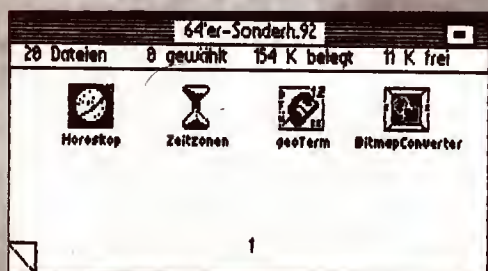 64'er-Sonderh.92
20 Dateien 0 gewählt 154 K belegt 11 K frei
Horoskop Zeitzonen geoTerm BitmapConverter
1